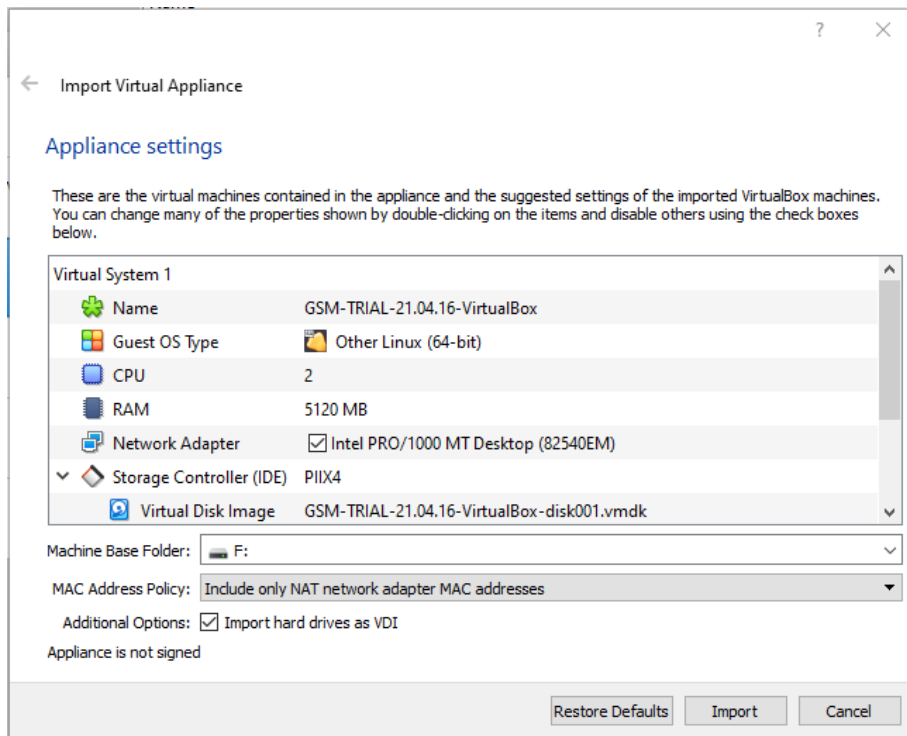 ?
Import Virtual Appliance
Appliance settings
These are the virtual machines contained in the appliance and the suggested settings of the imported VirtualBox machines.
You can change many of the properties shown by double-clicking on the items and disable others using the check boxes
below.
Virtual System 1
Name GSM-TRIAL-21.04.16-VirtualBox
Guest OS Type Other Linux (64-bit)
CPU 2
RAM 5120 MB
Network Adapter Intel PRO/1000 MT Desktop (82540EM)
Storage Controller (IDE) PIIX4
Virtual Disk Image GSM-TRIAL-21.04.16-VirtualBox-disk001.vmdk
Machine Base Folder: F:
MAC Address Policy: Include only NAT network adapter MAC addresses
Additional Options: Import hard drives as VDI
Appliance is not signed
Restore Defaults Import Cancel